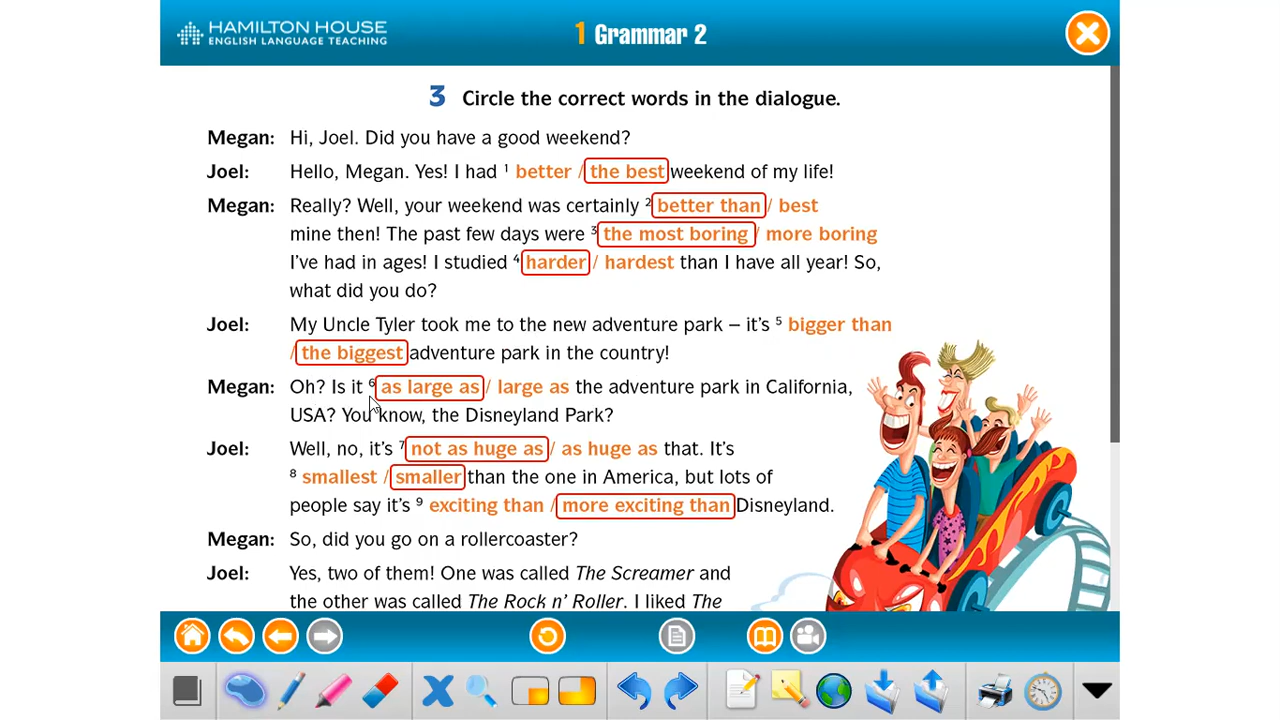 HAMILTON HOUSE
ENGLISH LANGUAGE TEACHING
1 Grammar 2
3 Circle the correct words in the dialogue.
Megan: Hi, Joel. Did you have a good weekend?
Joel: Hello, Megan. Yes! I had ¹ better / the best weekend of my life!
Megan: Really? Well, your weekend was certainly ² better than / best
mine then! The past few days were ³ the most boring / more boring
I've had in ages! I studied ⁴ harder / hardest than I have all year! So,
what did you do?
Joel: My Uncle Tyler took me to the new adventure park – it's ⁵ bigger than
/ the biggest adventure park in the country!
Megan: Oh? Is it ⁶ as large as / large as the adventure park in California,
USA? You know, the Disneyland Park?
Joel: Well, no, it's ⁷ not as huge as / as huge as that. It's
⁸ smallest / smaller than the one in America, but lots of
people say it's ⁹ exciting than / more exciting than Disneyland.
Megan: So, did you go on a rollercoaster?
Joel: Yes, two of them! One was called The Screamer and
the other was called The Rock n' Roller. I liked The